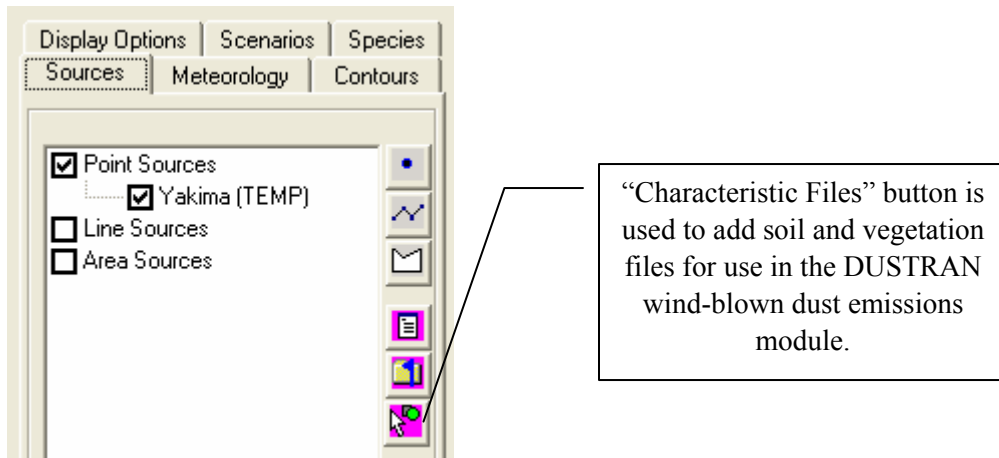 Display Options Scenarios Species
Sources Meteorology Contours
Point Sources
Yakima (TEMP)
Line Sources
Area Sources
“Characteristic Files” button is
used to add soil and vegetation
files for use in the DUSTRAN
wind-blown dust emissions
module.